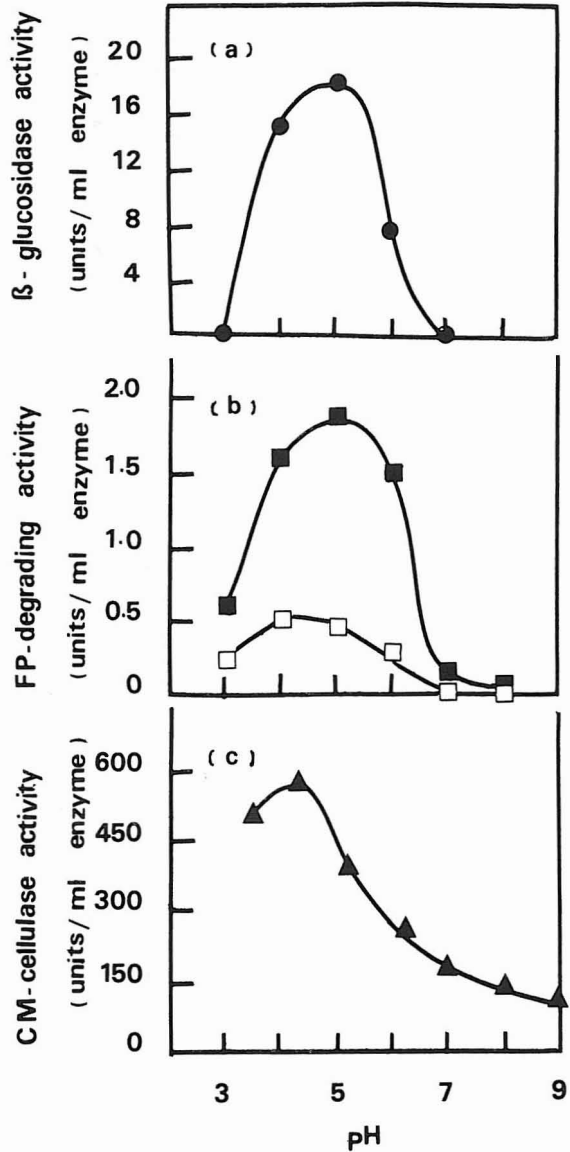 ß-glucosidase activity
(units/ml enzyme)
20
16
12
8
4
(a)
FP-degrading activity
(units/ml enzyme)
2.0
1.5
1.0
0.5
0
(b)
CM-cellulase activity
(units/ml enzyme)
600
450
300
150
0
(c)
3 5 7 9
pH